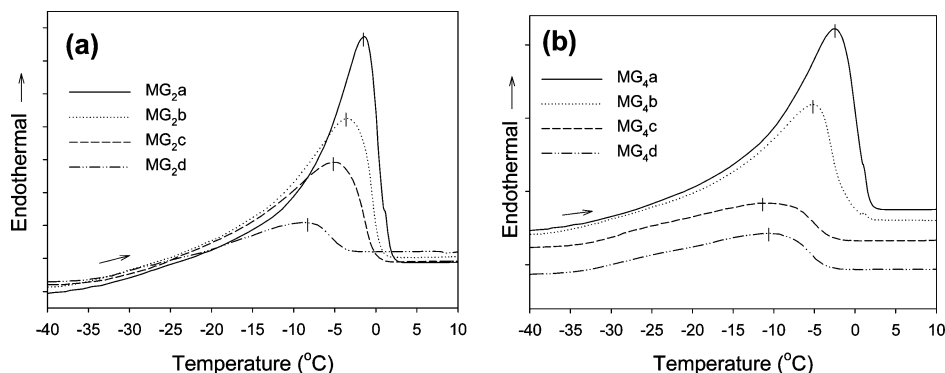 (a)
MG₂a
MG₂b
MG₂c
MG₂d
Endothermal
-40 -35 -30 -25 -20 -15 -10 -5 0 5 10
Temperature (°C)
(b)
MG₄a
MG₄b
MG₄c
MG₄d
Endothermal
-40 -35 -30 -25 -20 -15 -10 -5 0 5 10
Temperature (°C)